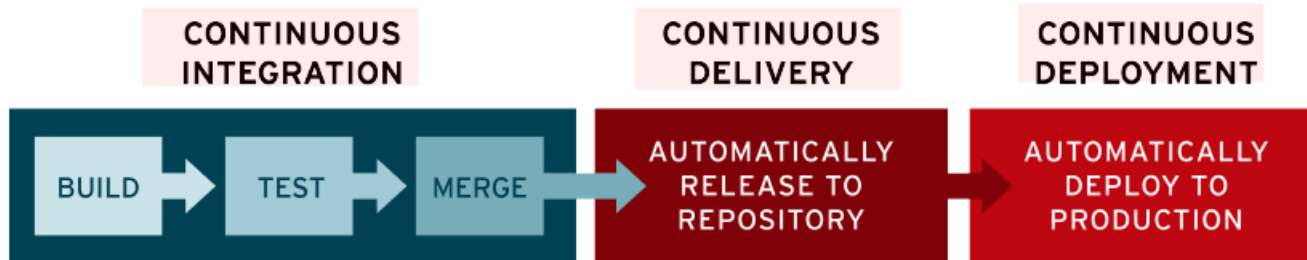 CONTINUOUS
INTEGRATION
CONTINUOUS
DELIVERY
CONTINUOUS
DEPLOYMENT
BUILD
TEST
MERGE
AUTOMATICALLY
RELEASE TO
REPOSITORY
AUTOMATICALLY
DEPLOY TO
PRODUCTION